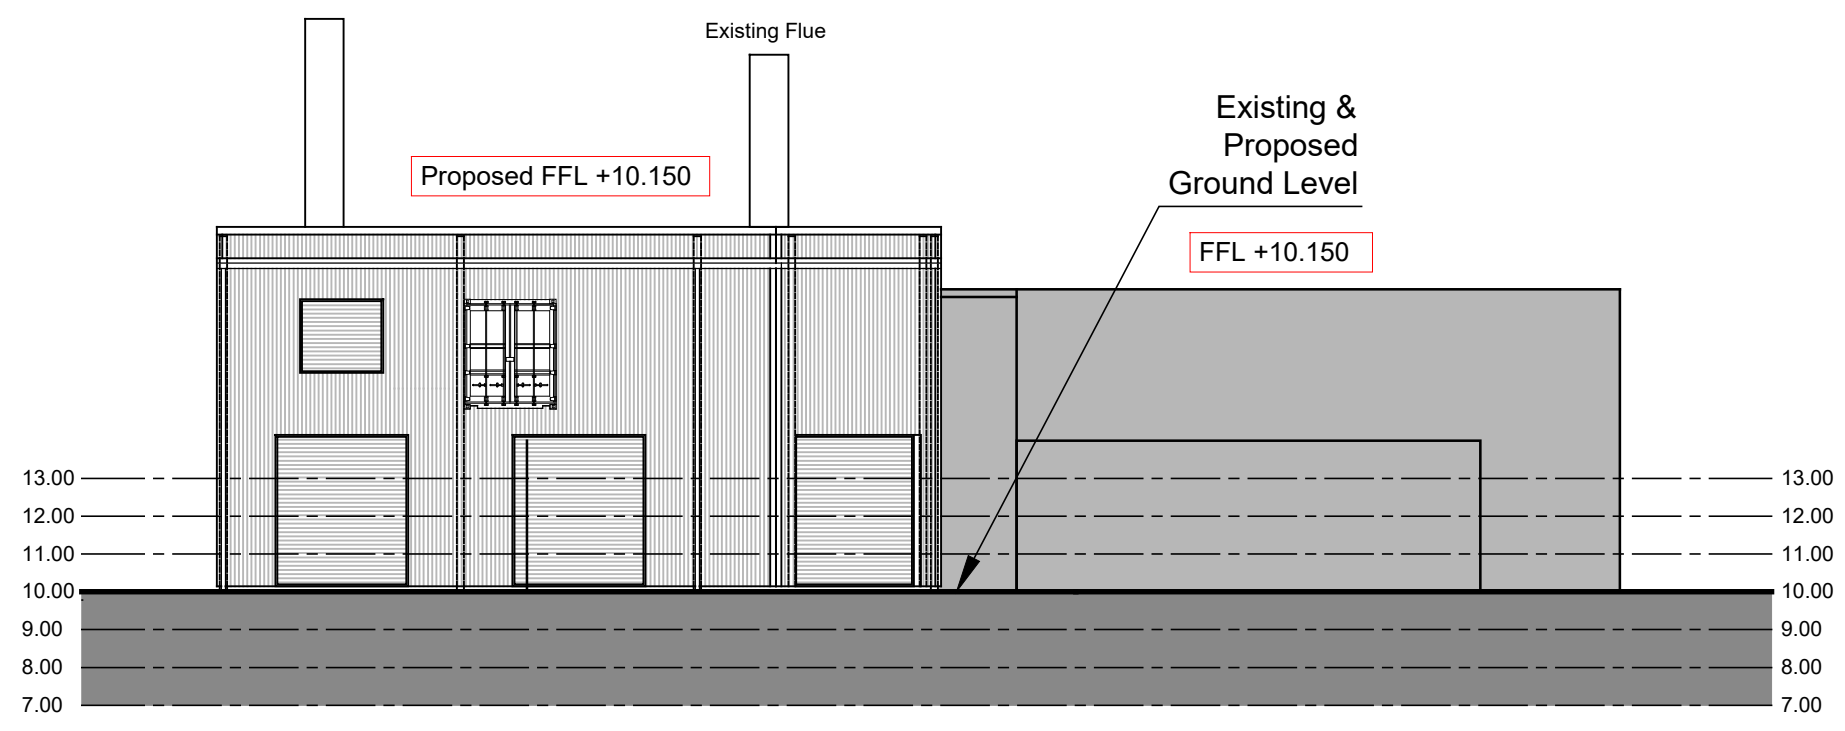 Existing Flue
Existing &
Proposed
Ground Level
Proposed FFL +10.150
FFL +10.150
13.00 13.00
12.00 12.00
11.00 11.00
10.00 10.00
9.00 9.00
8.00 8.00
7.00 7.00